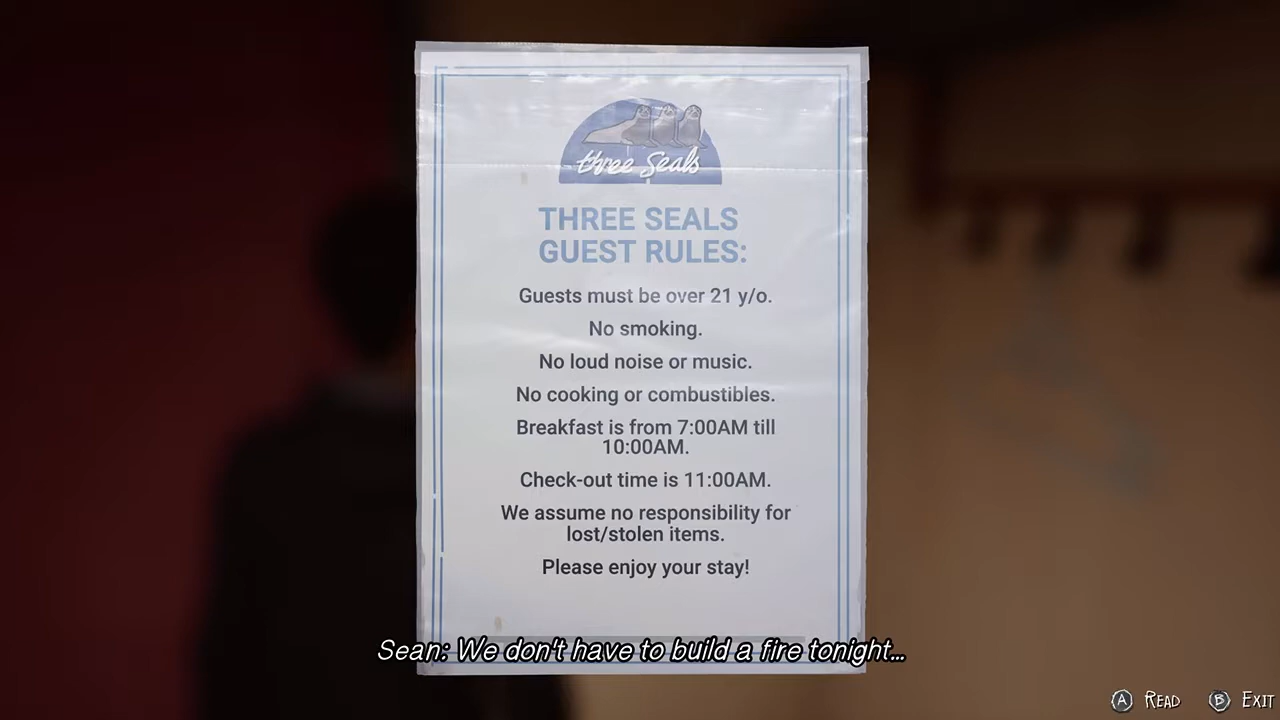 three Seals
THREE SEALS
GUEST RULES:
Guests must be over 21 y/o.
No smoking.
No loud noise or music.
No cooking or combustibles.
Breakfast is from 7:00AM till
10:00AM.
Check-out time is 11:00AM.
We assume no responsibility for
lost/stolen items.
Please enjoy your stay!
Sean: We don't have to build a fire tonight...
A READ B EXIT